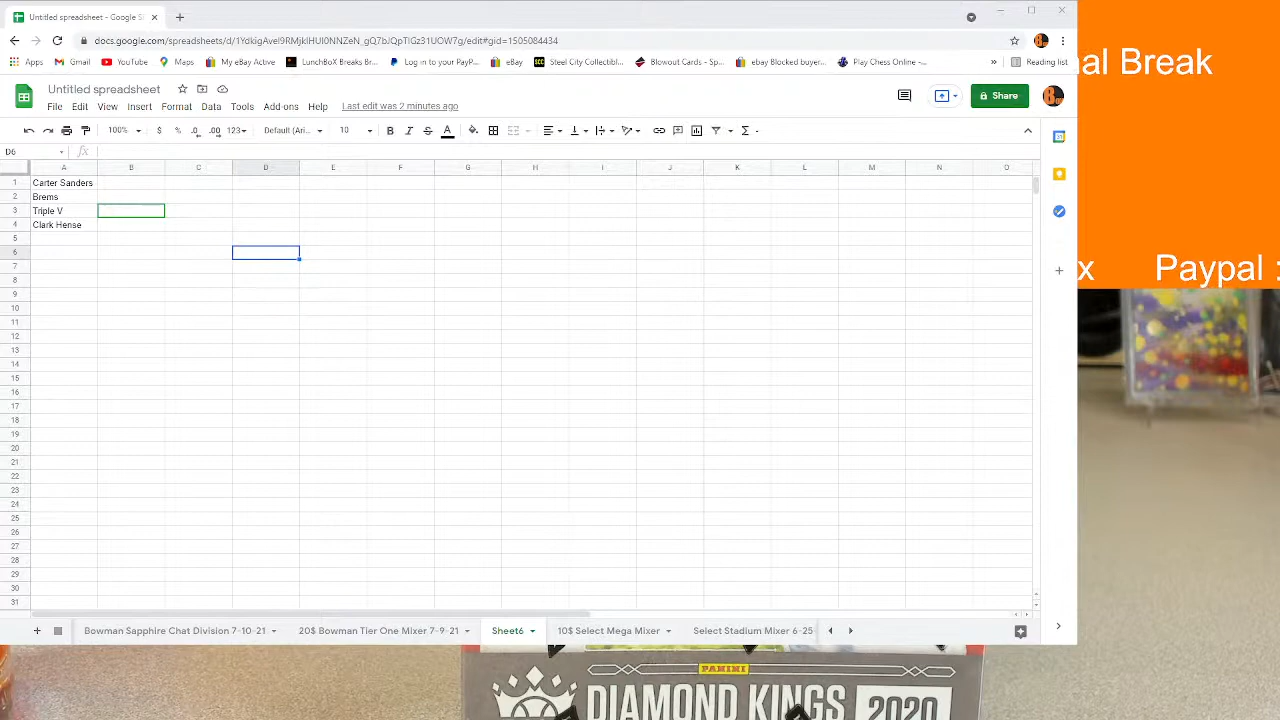 Untitled spreadsheet - Google S
docs.google.com/spreadsheets/d/
Apps Gmail YouTube Maps My eBay Active LunchBox Breaks Br... Log in to your PayP... eBay Steel City Collectibl... Blowout Cards - Sp... ebay Blocked buyer... Play Chess Online -... » Reading list
Untitled spreadsheet
File Edit View Insert Format Data Tools Add-ons Help Last edit was 2 minutes ago
Share
100% $ % .0 .00 123 Default (Ari... 10 B I S A
D6 fx
A B C D E F G H I J K L M N O
1 Carter Sanders
2 Brems
3 Triple V
4 Clark Hense
5
6
7
8
9
10
11
12
13
14
15
16
17
18
19
20
21
22
23
24
25
26
27
28
29
30
31
Bowman Sapphire Chat Division 7-10-21 20$ Bowman Tier One Mixer 7-9-21 Sheet6 10$ Select Mega Mixer Select Stadium Mixer 6-25
al Break
x Paypal :
PANINI
DIAMOND KINGS 2020